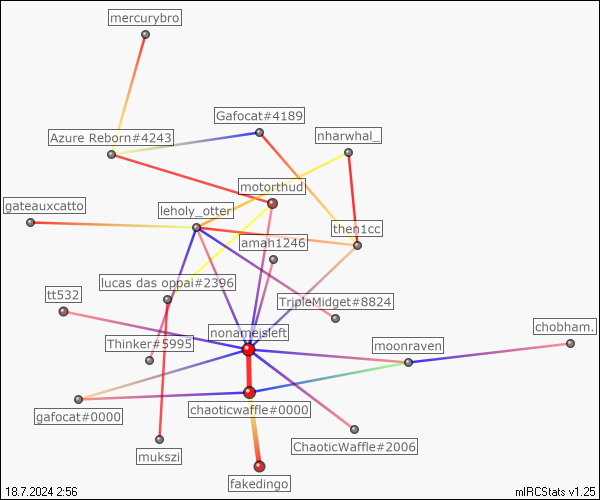 mercurybro
Gafocat#4189
Azure Reborn#4243
nharwhal_
motorthud
gateauxcatto
leholy_otter
then1cc
amah1246
lucas das oppai#2396
tt532
TripleMidget#8824
nonameisleft
chobham.
Thinker#5995
moonraven
gafocat#0000
chaoticwaffle#0000
ChaoticWaffle#2006
mukszi
fakedingo
18.7.2024 2:56
mIRCStats v1.25